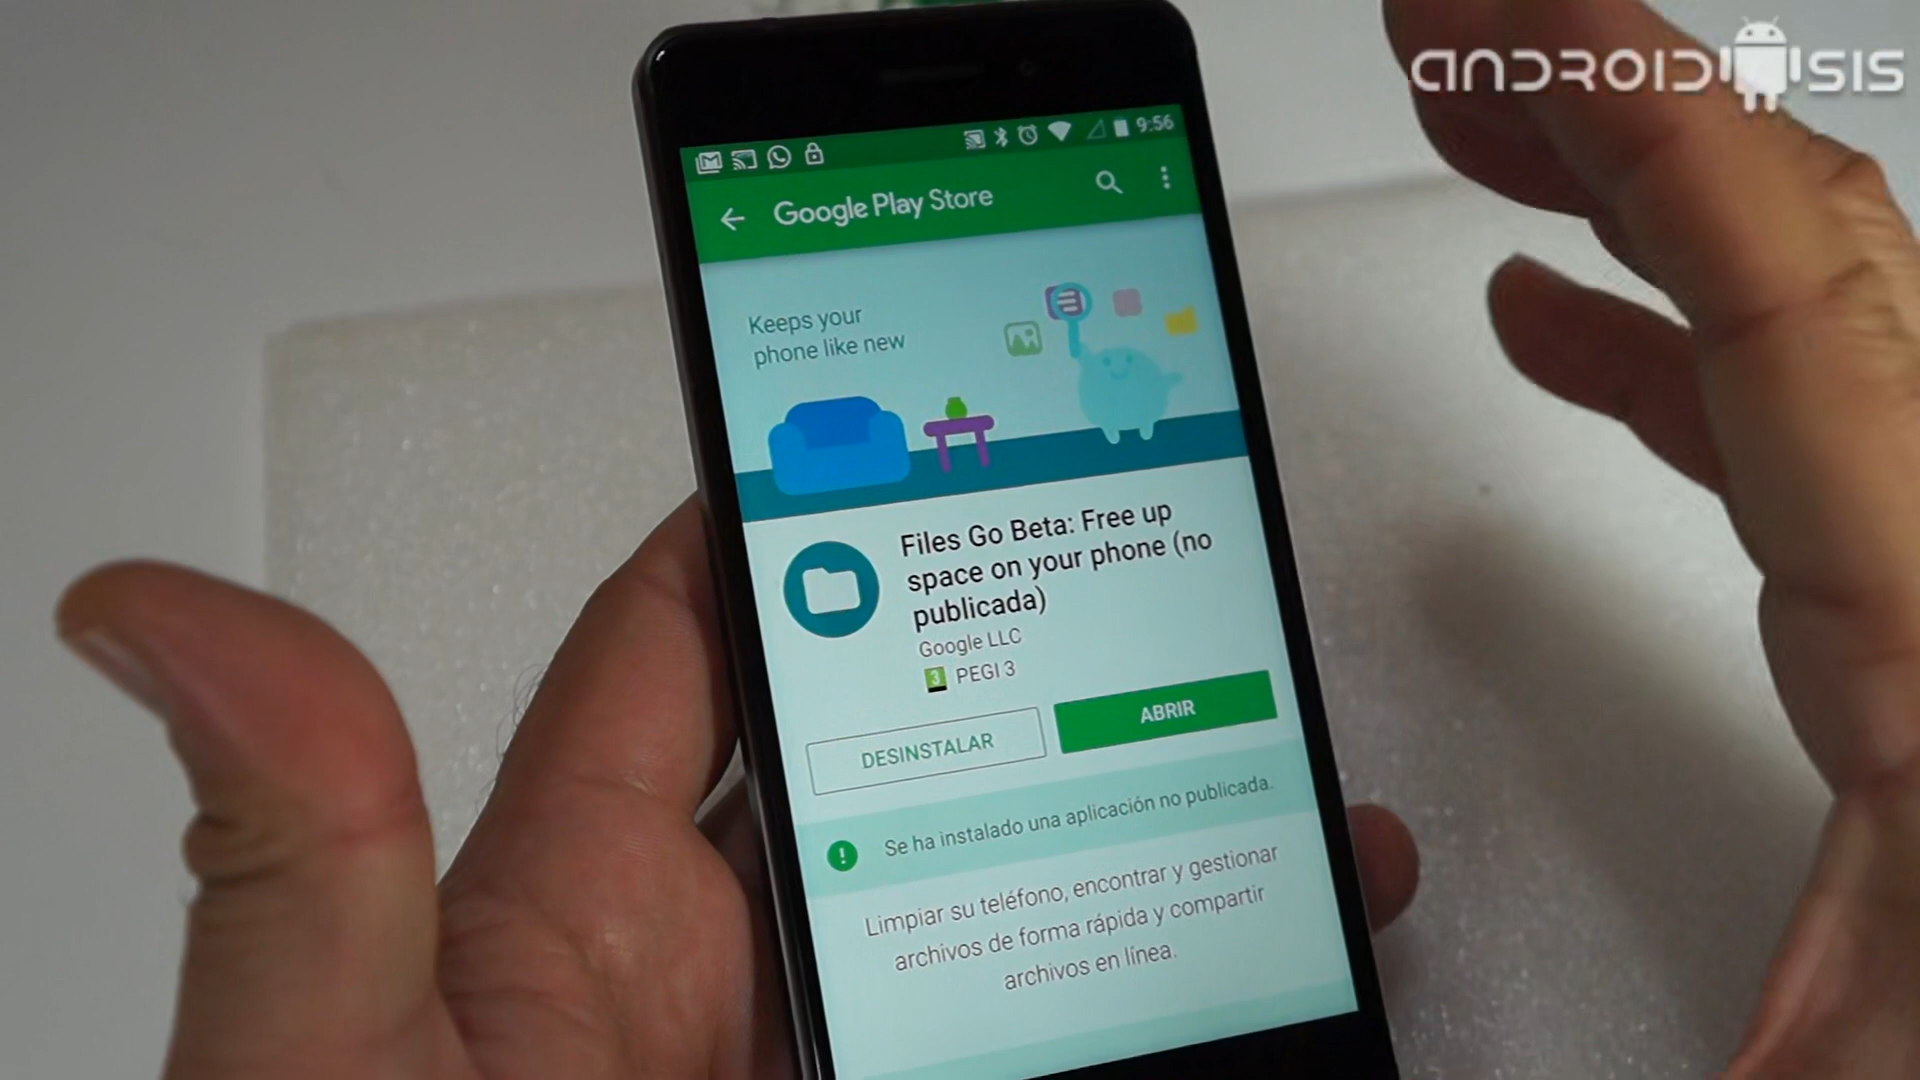 ANDROIDSIS
9:56
Google Play Store
Keeps your
phone like new
Files Go Beta: Free up
space on your phone (no
publicada)
Google LLC
3 PEGI 3
DESINSTALAR
ABRIR
! Se ha instalado una aplicación no publicada.
Limpiar su teléfono, encontrar y gestionar
archivos de forma rápida y compartir
archivos en línea.